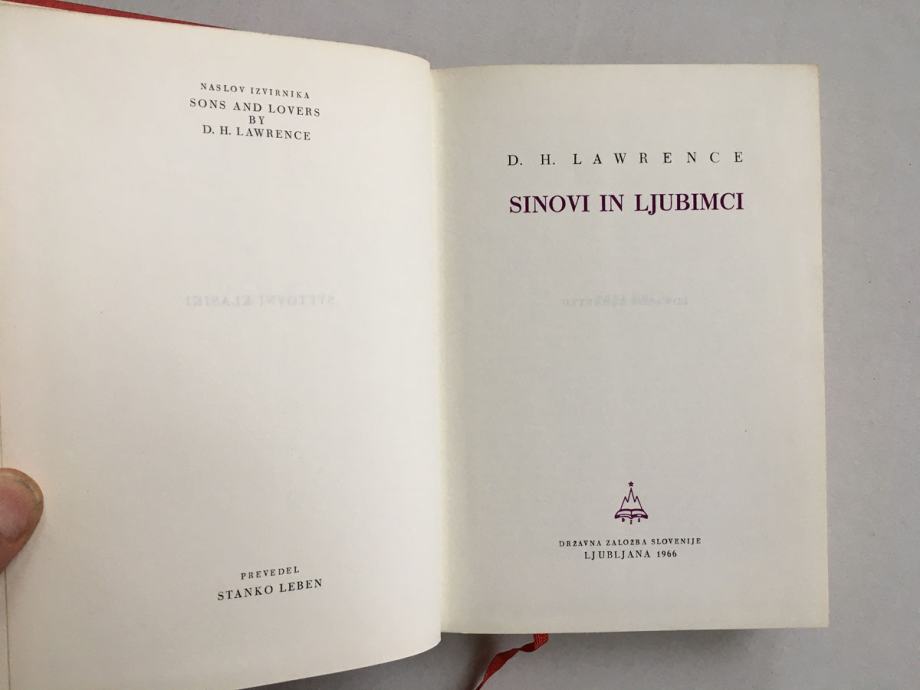 NASLOV IZVIRNIKA
SONS AND LOVERS
BY
D. H. LAWRENCE
PREVEDEL
STANKO LEBEN
D. H. LAWRENCE
SINOVI IN LJUBIMCI
DRŽAVNA ZALOŽBA SLOVENIJE
LJUBLJANA 1966